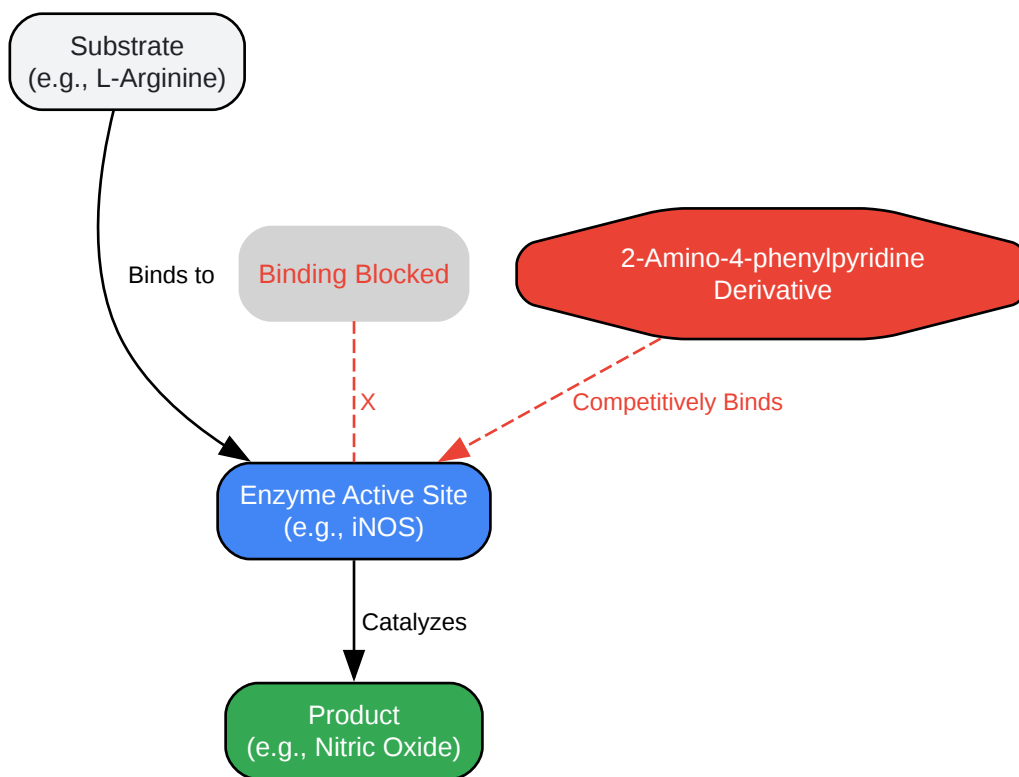 Substrate
(e.g., L-Arginine)
2-Amino-4-phenylpyridine
Derivative
Binds to
Binding Blocked
X
Competitively Binds
Enzyme Active Site
(e.g., iNOS)
Catalyzes
Product
(e.g., Nitric Oxide)